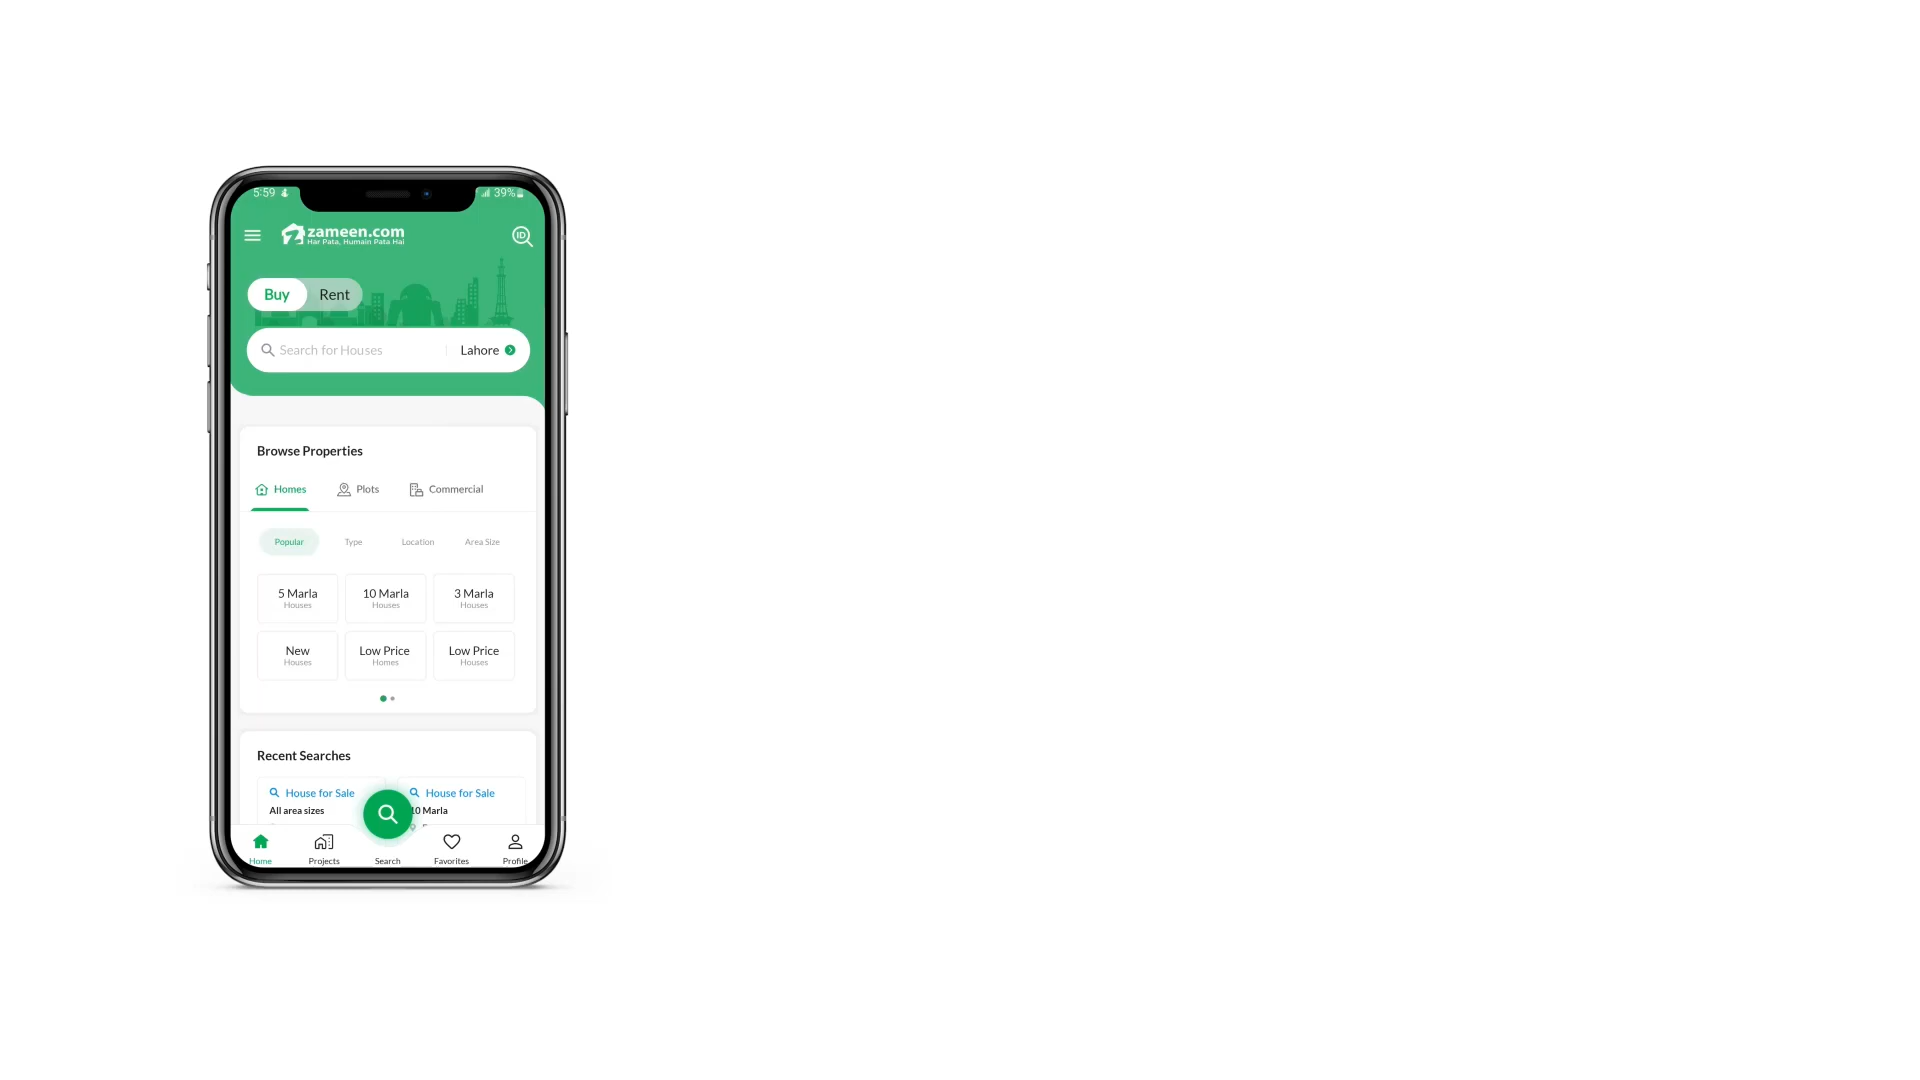 5:59
39%
zameen.com
Har Pata, Humain Pata Hai
ID
Buy Rent
Search for Houses Lahore
Browse Properties
Homes Plots Commercial
Popular Type Location Area Size
5 Marla 10 Marla 3 Marla
Houses Houses Houses
New Low Price Low Price
Houses Homes Houses
Recent Searches
House for Sale House for Sale
All area sizes 10 Marla
Home Projects Search Favorites Profile